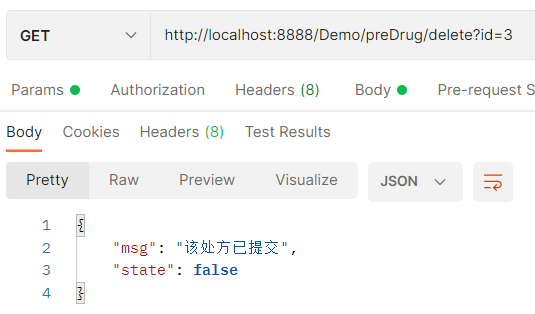 GET http://localhost:8888/Demo/preDrug/delete?id=3
Params Authorization Headers (8) Body Pre-request S
Body Cookies Headers (8) Test Results
Pretty Raw Preview Visualize JSON
1 {
2 "msg": "该处方已提交",
3 "state": false
4 }